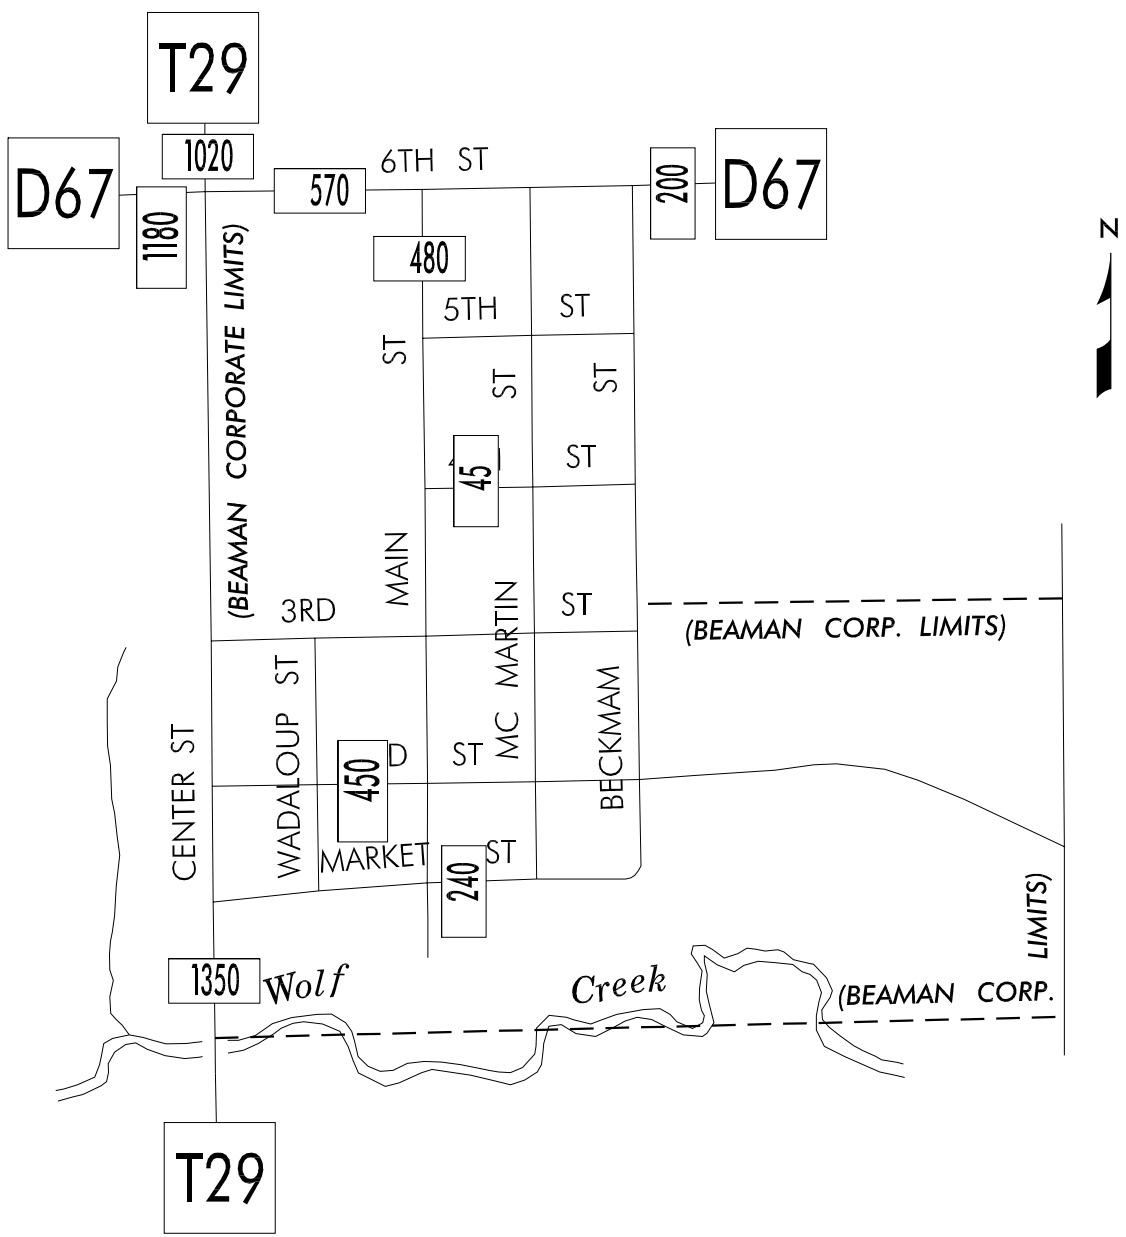 T29
1020
D67
1180
570
6TH ST
200
D67
N
(BEAMAN CORPORATE LIMITS)
480
5TH ST
ST
ST
ST
45
ST
MAIN
3RD
ST
MC MARTIN
(BEAMAN CORP. LIMITS)
CENTER ST
WADALOUP ST
450
D ST
BECKMAM
MARKET ST
240
LIMITS)
1350
Wolf Creek
(BEAMAN CORP.
T29